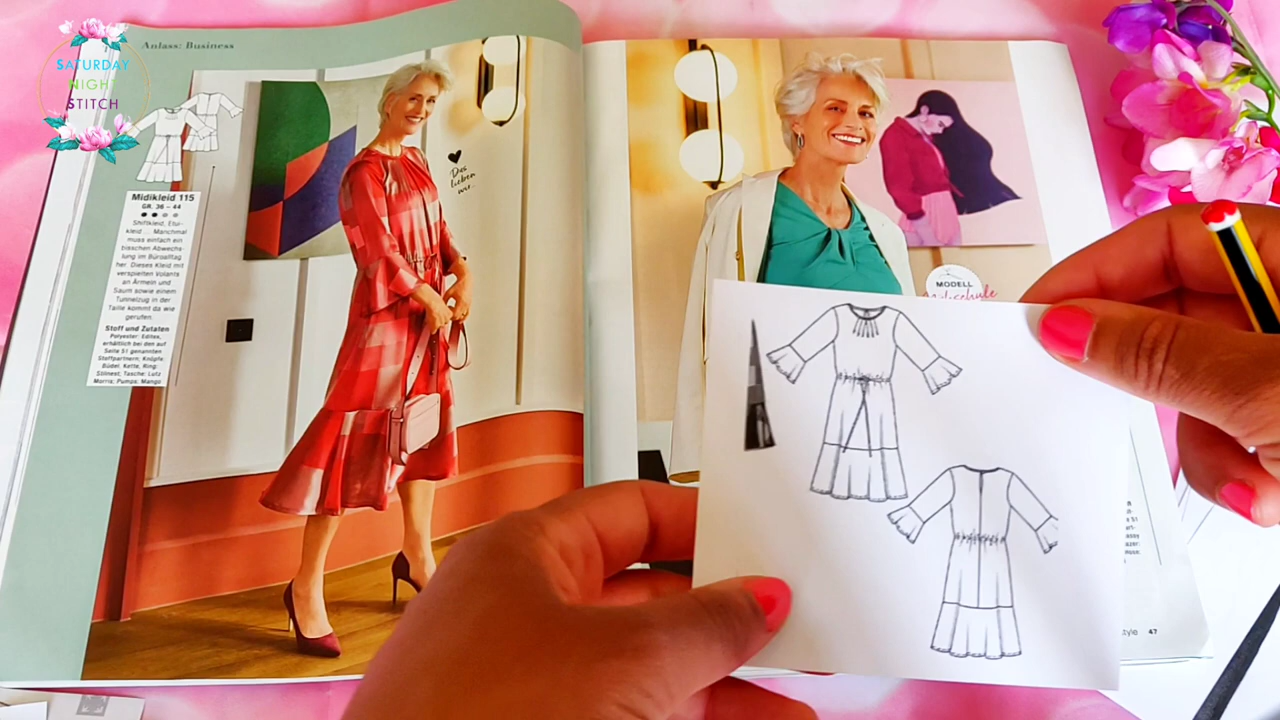 Anlass: Business
SATURDAY
NIGHT
STITCH
Midikleid 115
GR. 36 – 44
Shiftkleid, Etui-
kleid ... Manchmal
muss einfach ein
bisschen Abwechs-
lung im Büroalltag
her. Dieses Kleid mit
verspielten Volants
an Ärmeln und
Saum sowie einem
Tunnelzug in der
Taille kommt da wie
gerufen.
Stoff und Zutaten
Polyester: Editex,
erhältlich bei den auf
Seite 51 genannten
Stoffpartnern; Knöpfe:
Büdel; Kette, Ring:
Stilnest; Tasche: Lutz
Morris; Pumps: Mango
Das
lieben
wir...
MODELL
Nähschule
style 47